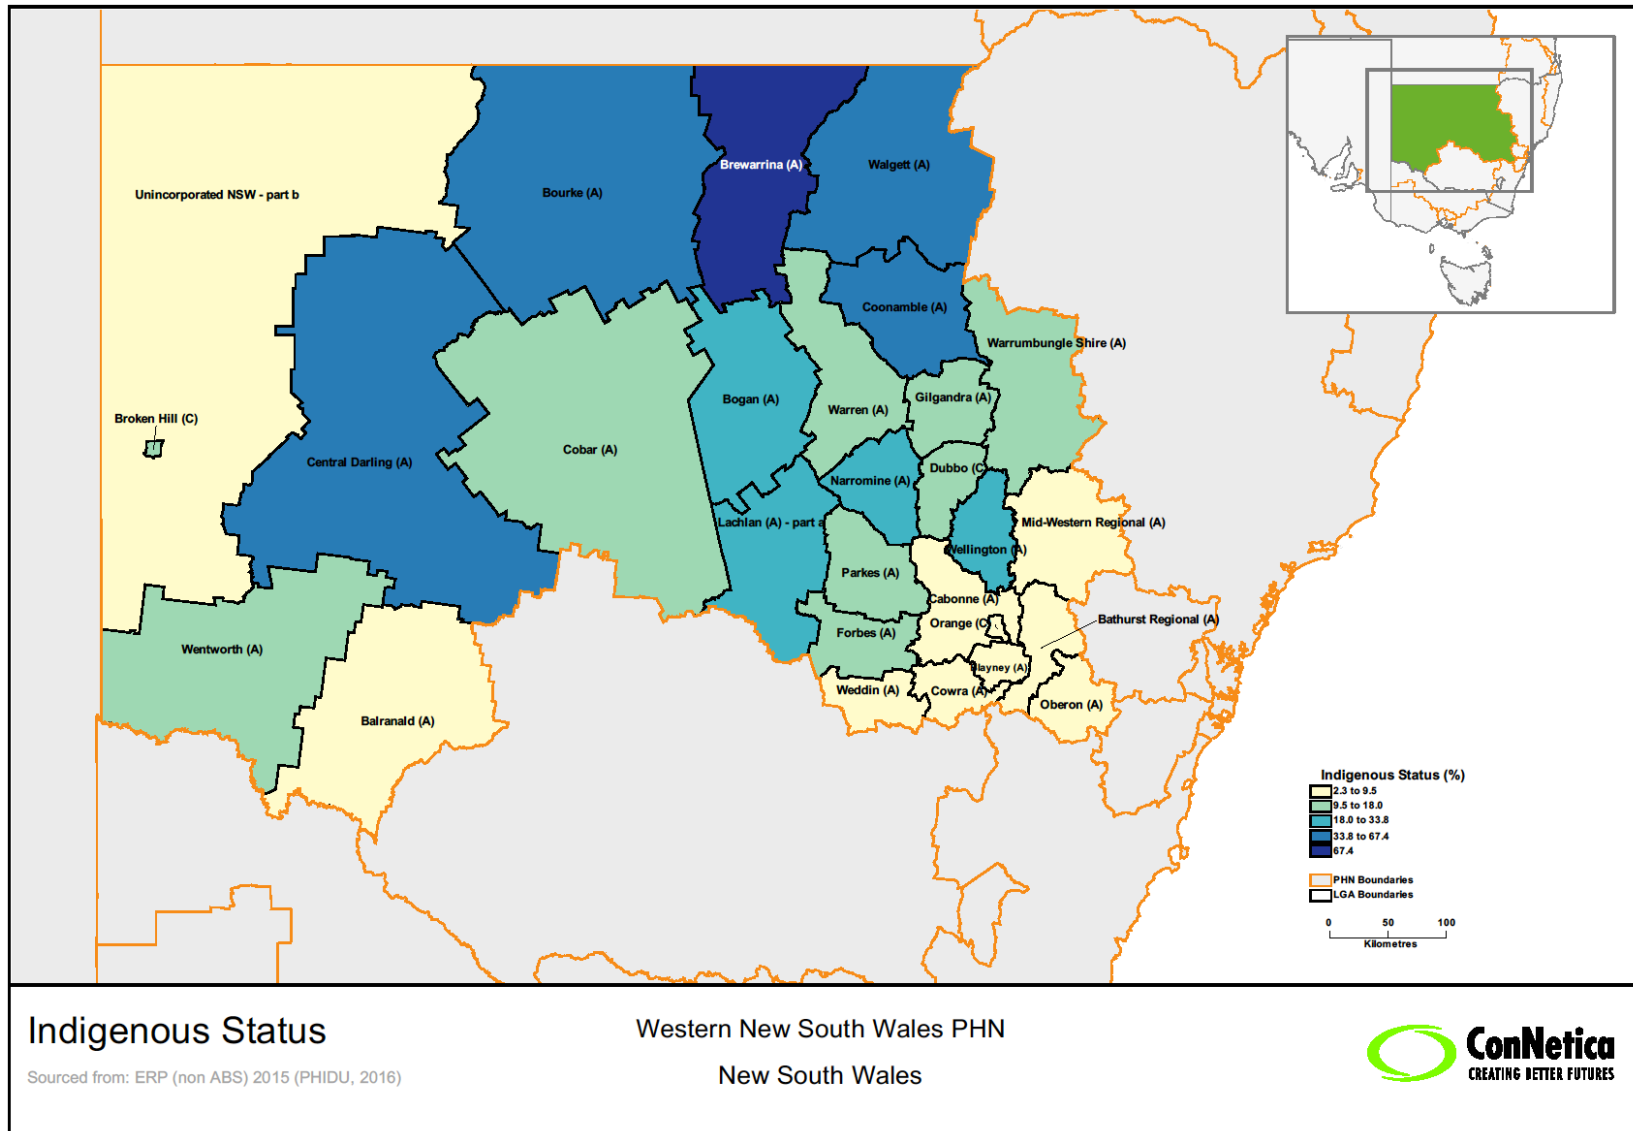 Brewarrina (A)
Walgett (A)
Unincorporated NSW - part b
Bourke (A)
Coonamble (A)
Warrumbungle Shire (A)
Bogan (A)
Gilgandra (A)
Warren (A)
Broken Hill (C)
Cobar (A)
Central Darling (A)
Dubbo (C
Narromine (A)
Lachlan (A) - part a
Mid-Western Regional (A)
Wellington (A)
Parkes (A)
Cabonne (A)
Orange (C)
Bathurst Regional (A)
Forbes (A)
Wentworth (A)
Blayney (A)
Weddin (A)
Cowra (A)
Oberon (A)
Balranald (A)
Indigenous Status (%)
2.3 to 9.5
9.5 to 18.0
18.0 to 33.8
33.8 to 67.4
67.4
PHN Boundaries
LGA Boundaries
0 50 100
Kilometres
Indigenous Status
Sourced from: ERP (non ABS) 2015 (PHIDU, 2016)
Western New South Wales PHN
New South Wales
ConNetica
CREATING BETTER FUTURES